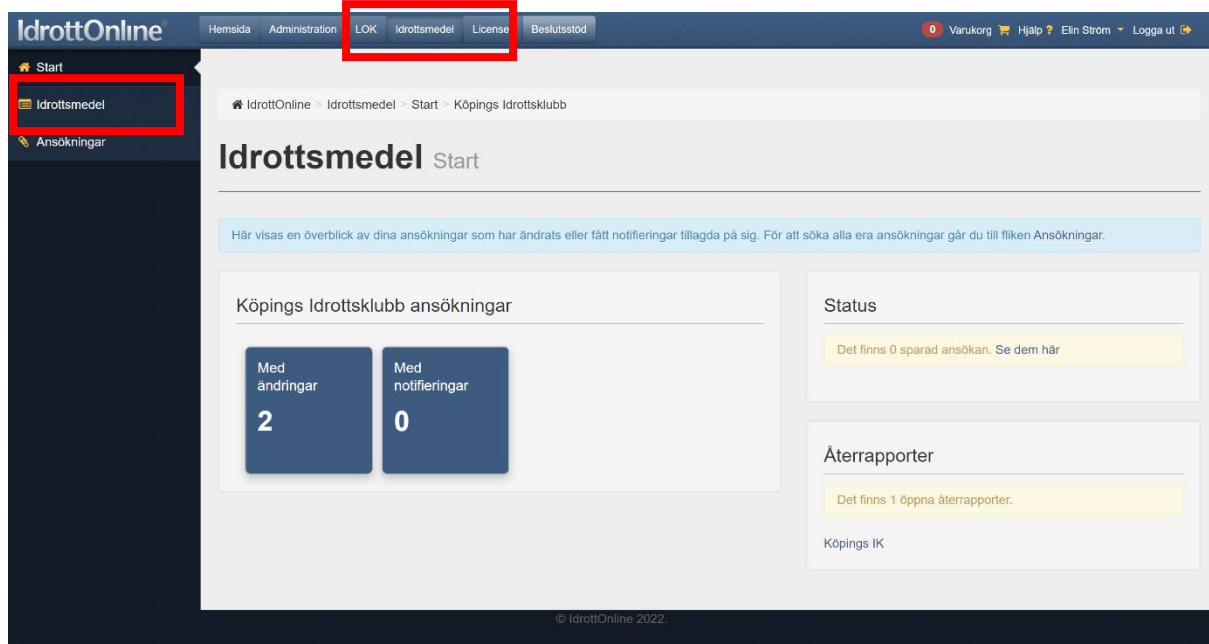 IdrottOnline
Hemsida Administration LOK Idrottsmedel License Beslutsstöd
0 Varukorg Hjälp ? Elin Ström Logga ut
Start
Idrottsmedel
Ansökningar
IdrottOnline > Idrottsmedel > Start > Köpings Idrottsklubb
Idrottsmedel Start
Här visas en överblick av dina ansökningar som har ändrats eller fått notifieringar tillagda på sig. För att söka alla era ansökningar går du till fliken Ansökningar.
Köpings Idrottsklubb ansökningar
Med
ändringar
2
Med
notifieringar
0
Status
Det finns 0 sparad ansökan. Se dem här
Återrapporter
Det finns 1 öppna återrapporter.
Köpings IK
© IdrottOnline 2022.